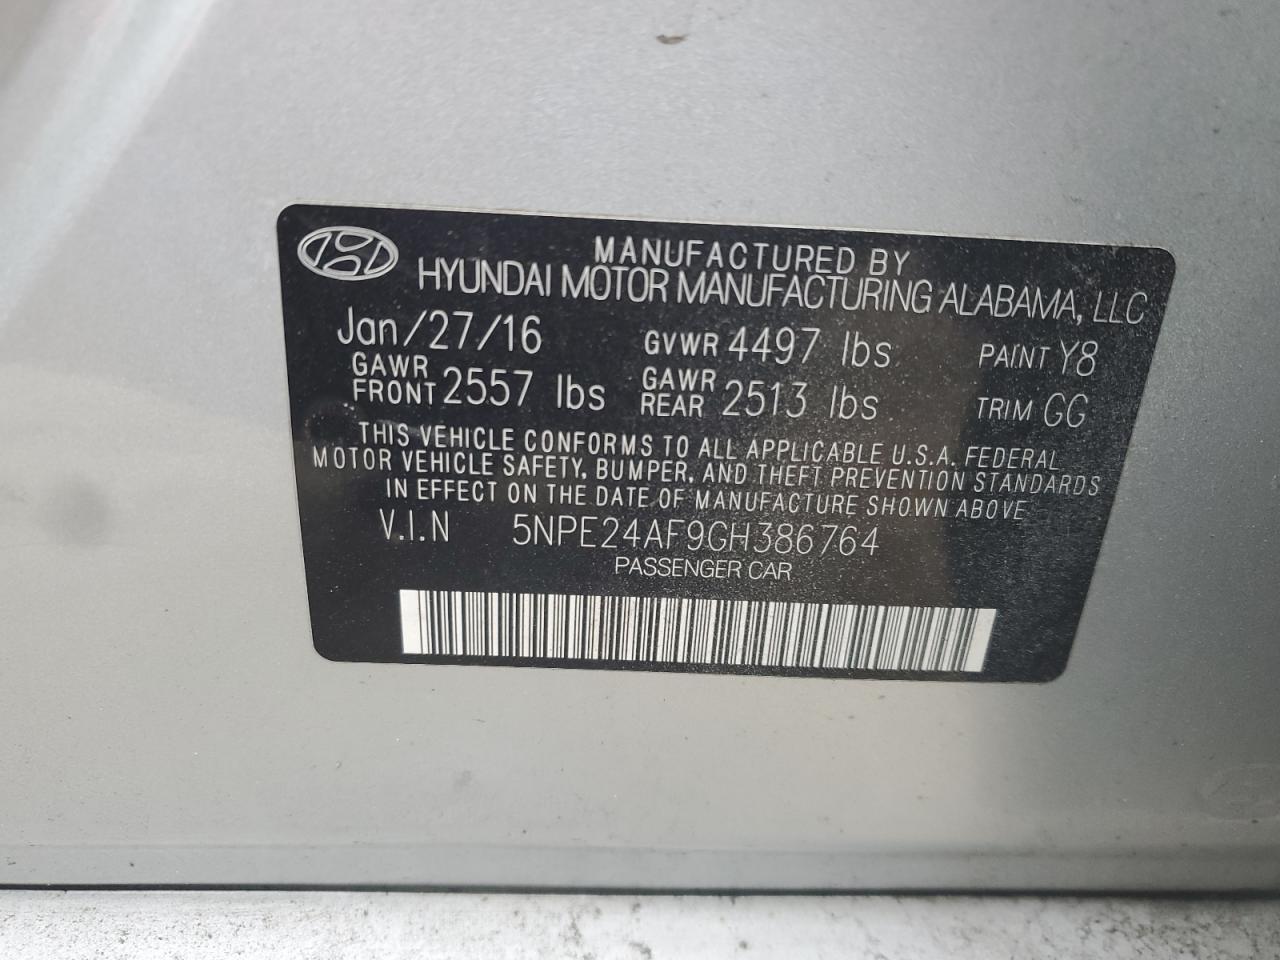 MANUFACTURED BY
HYUNDAI MOTOR MANUFACTURING ALABAMA, LLC
Jan/27/16 GVWR 4497 lbs PAINT Y8
GAWR FRONT 2557 lbs GAWR REAR 2513 lbs TRIM GG
THIS VEHICLE CONFORMS TO ALL APPLICABLE U.S.A. FEDERAL
MOTOR VEHICLE SAFETY, BUMPER, AND THEFT PREVENTION STANDARDS
IN EFFECT ON THE DATE OF MANUFACTURE SHOWN ABOVE
V.I.N 5NPE24AF9GH386764
PASSENGER CAR